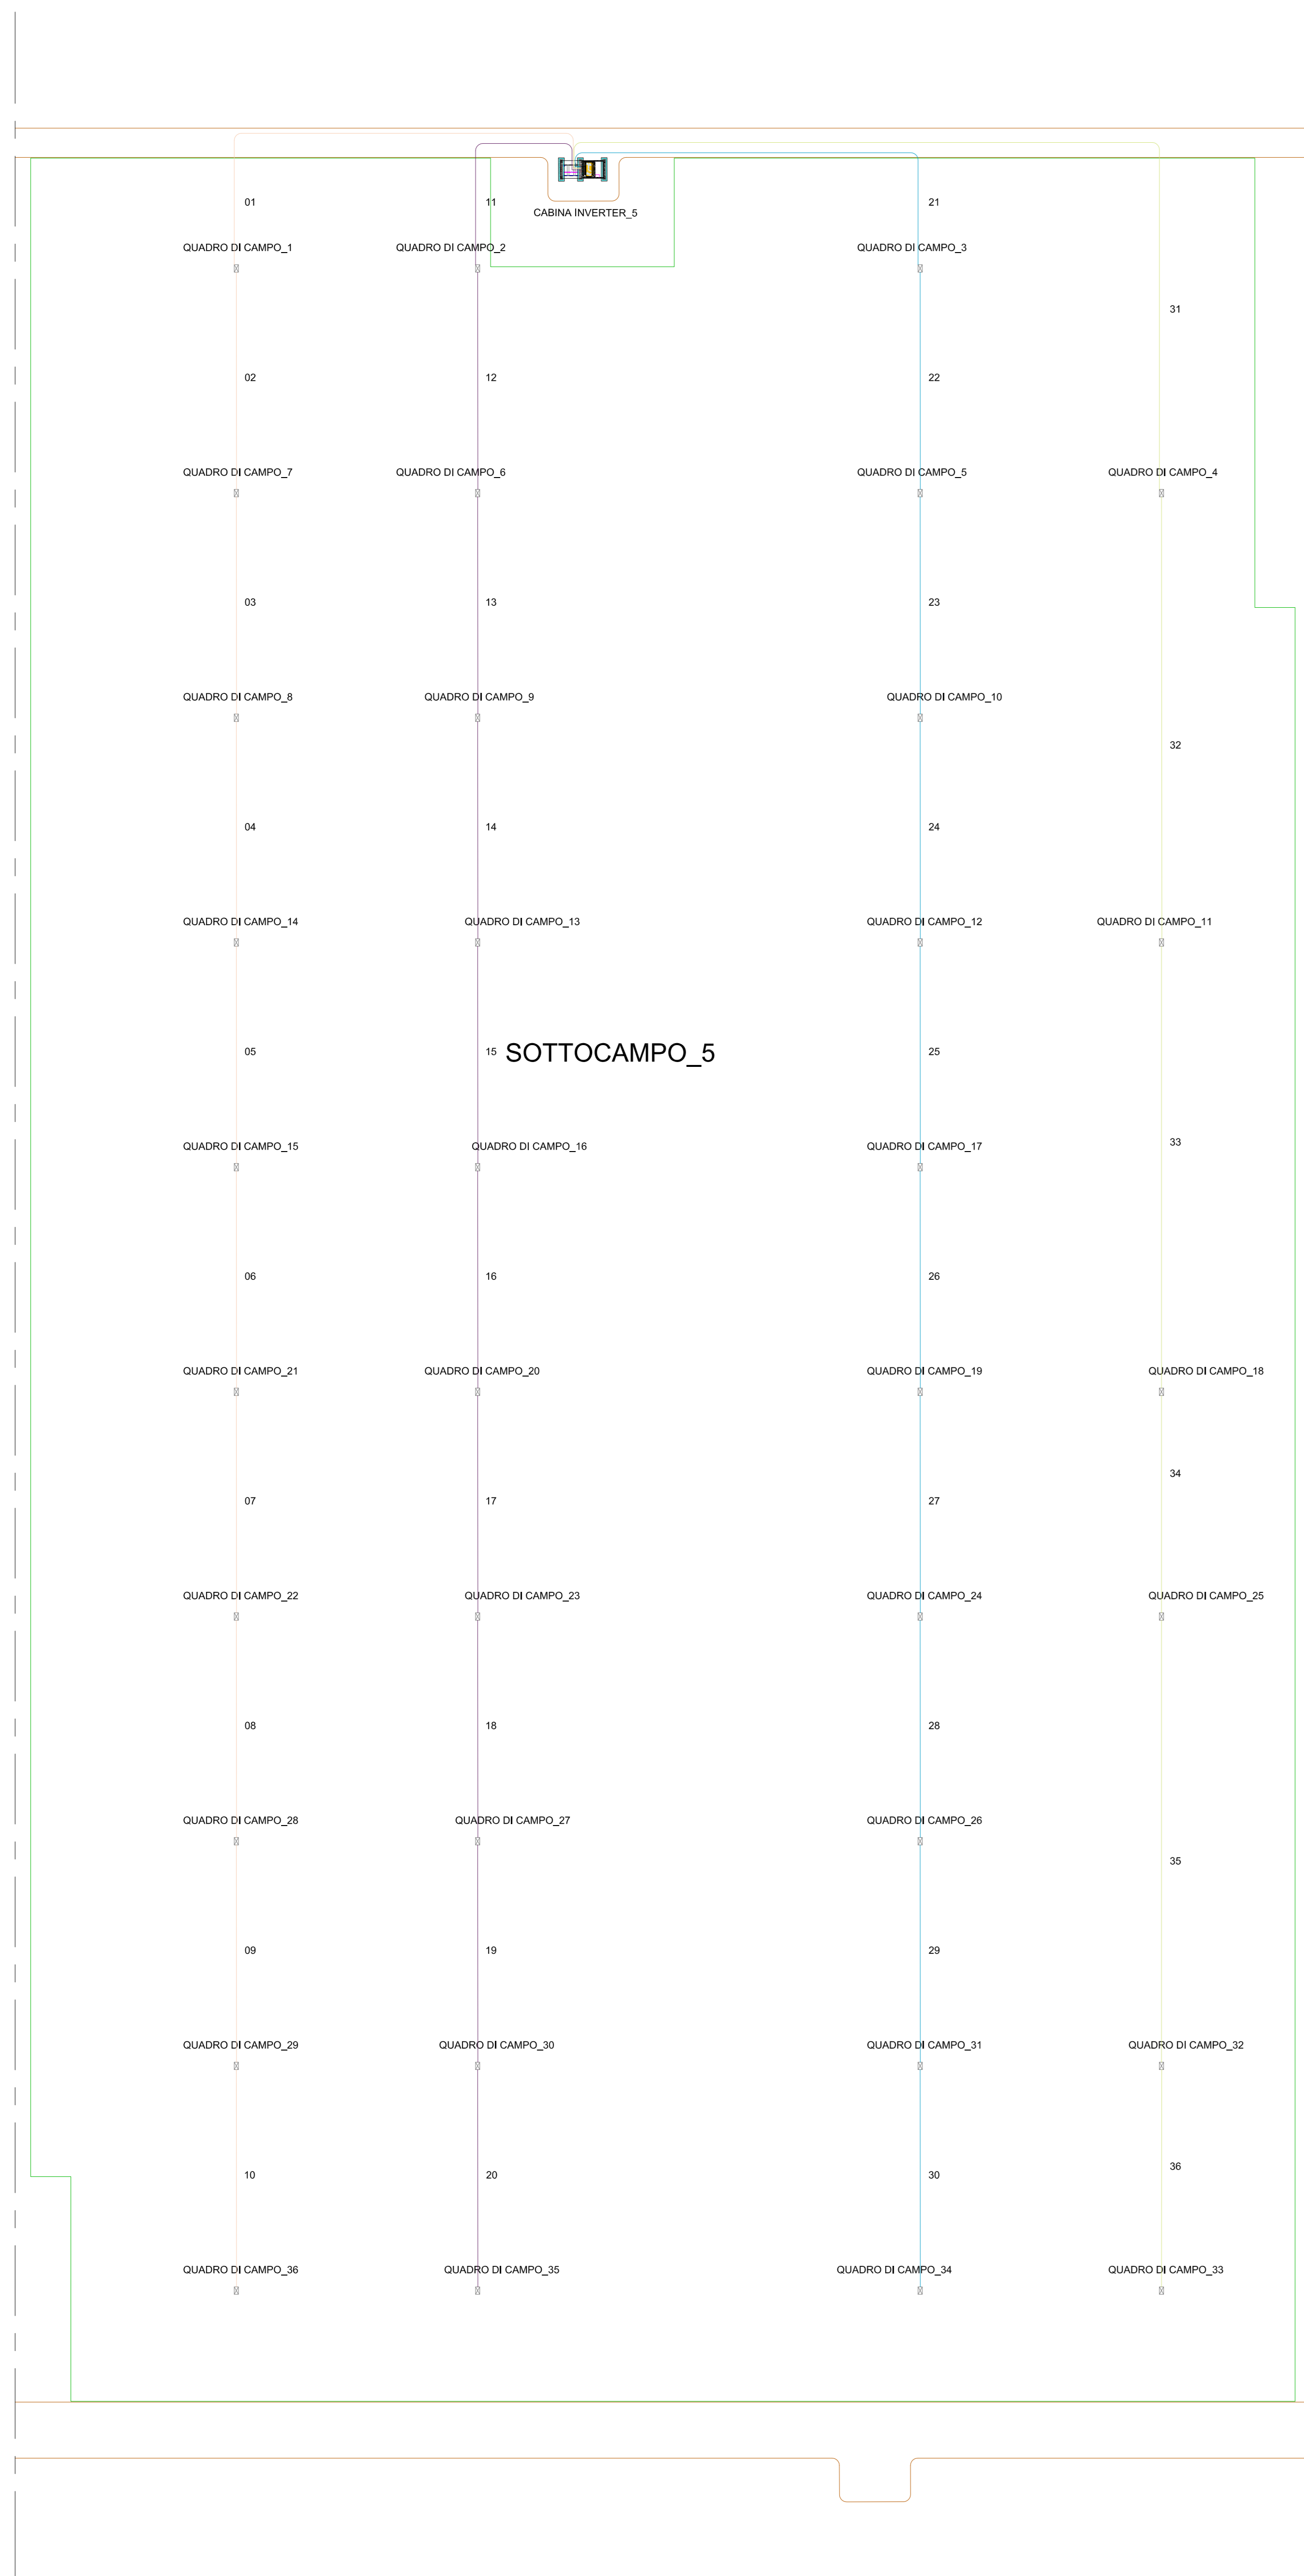 01
11
CABINA INVERTER_5
21
QUADRO DI CAMPO_1
QUADRO DI CAMPO_2
QUADRO DI CAMPO_3
31
02
12
22
QUADRO DI CAMPO_7
QUADRO DI CAMPO_6
QUADRO DI CAMPO_5
QUADRO DI CAMPO_4
03
13
23
QUADRO DI CAMPO_8
QUADRO DI CAMPO_9
QUADRO DI CAMPO_10
32
04
14
24
QUADRO DI CAMPO_14
QUADRO DI CAMPO_13
QUADRO DI CAMPO_12
QUADRO DI CAMPO_11
05
15
SOTTOCAMPO_5
25
QUADRO DI CAMPO_15
QUADRO DI CAMPO_16
QUADRO DI CAMPO_17
33
06
16
26
QUADRO DI CAMPO_21
QUADRO DI CAMPO_20
QUADRO DI CAMPO_19
QUADRO DI CAMPO_18
34
07
17
27
QUADRO DI CAMPO_22
QUADRO DI CAMPO_23
QUADRO DI CAMPO_24
QUADRO DI CAMPO_25
08
18
28
QUADRO DI CAMPO_28
QUADRO DI CAMPO_27
QUADRO DI CAMPO_26
35
09
19
29
QUADRO DI CAMPO_29
QUADRO DI CAMPO_30
QUADRO DI CAMPO_31
QUADRO DI CAMPO_32
10
20
30
36
QUADRO DI CAMPO_36
QUADRO DI CAMPO_35
QUADRO DI CAMPO_34
QUADRO DI CAMPO_33